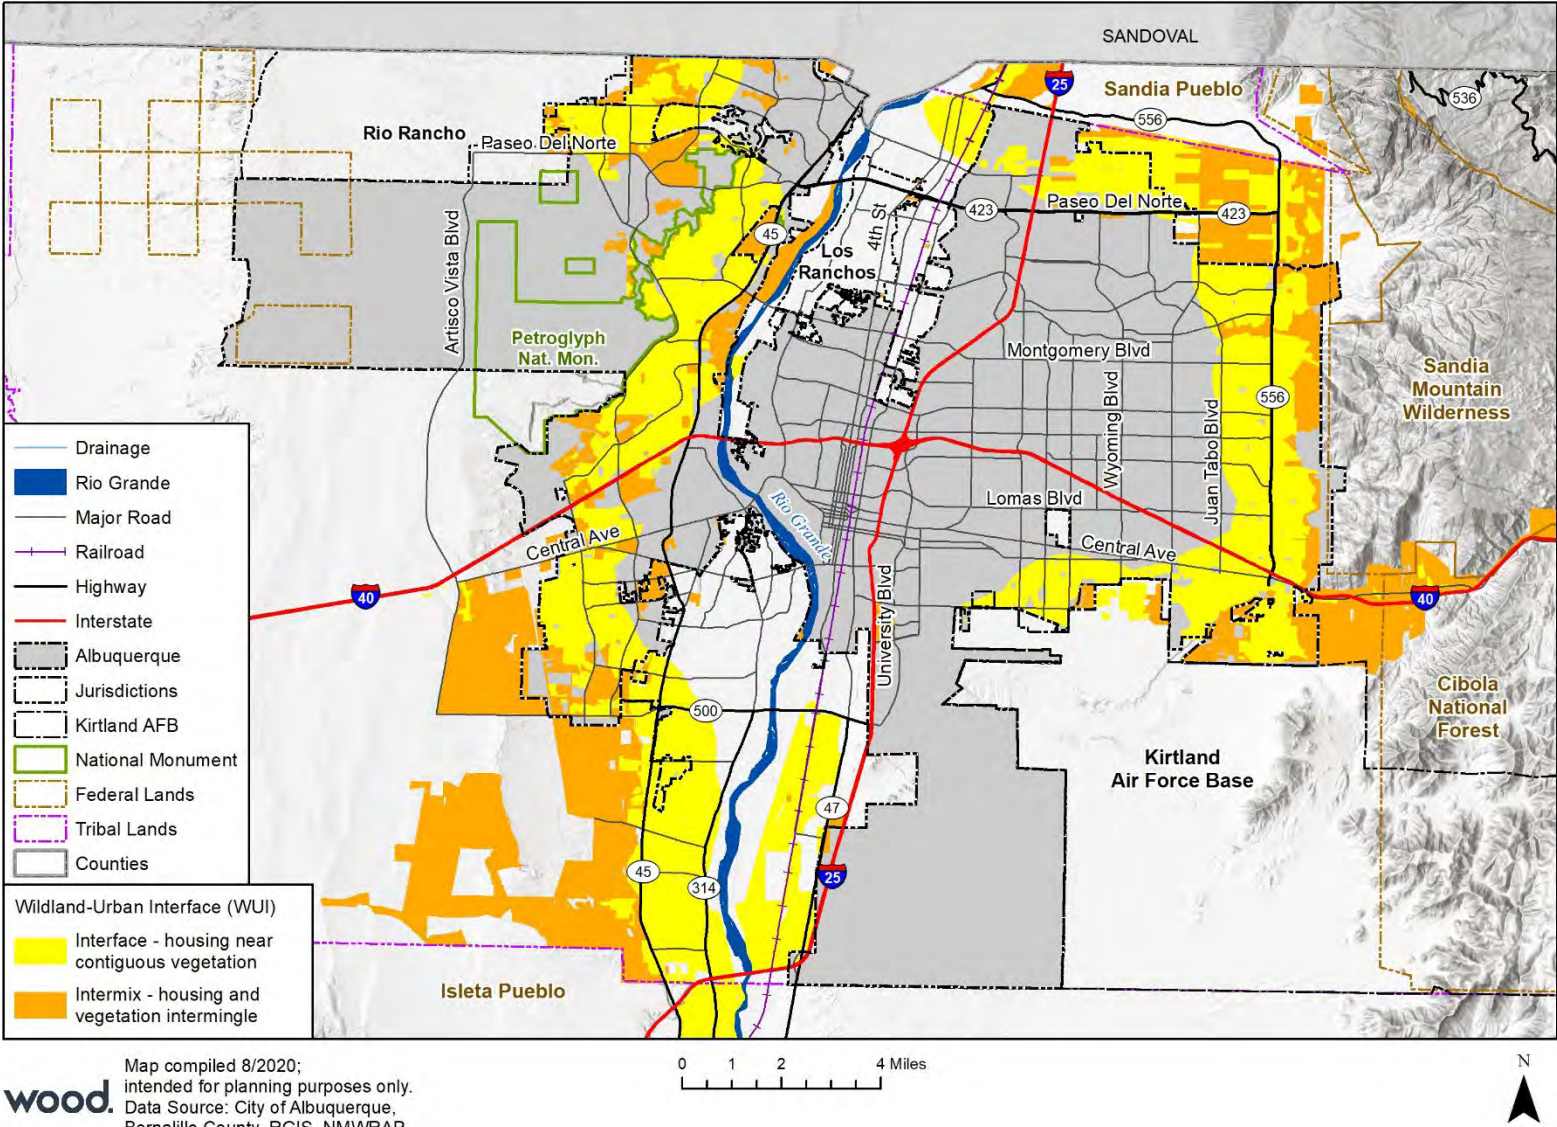 SANDOVAL
25
Sandia Pueblo
536
556
Rio Rancho
Paseo Del Norte
Paseo Del Norte
423
423
45
4th St
Los
Ranchos
Artisco Vista Blvd
Petroglyph
Nat. Mon.
Montgomery Blvd
Sandia
Mountain
Wilderness
556
Wyoming Blvd
Juan Tabo Blvd
Lomas Blvd
Rio Grande
Central Ave
Central Ave
40
40
University Blvd
500
Cibola
National
Forest
Kirtland
Air Force Base
47
45
314
25
Isleta Pueblo
Drainage
Rio Grande
Major Road
Railroad
Highway
Interstate
Albuquerque
Jurisdictions
Kirtland AFB
National Monument
Federal Lands
Tribal Lands
Counties
Wildland-Urban Interface (WUI)
Interface - housing near
contiguous vegetation
Intermix - housing and
vegetation intermingle
wood.
Map compiled 8/2020;
intended for planning purposes only.
Data Source: City of Albuquerque,
Bernalillo County, RGIS, NMWRAP
0 1 2 4 Miles
N